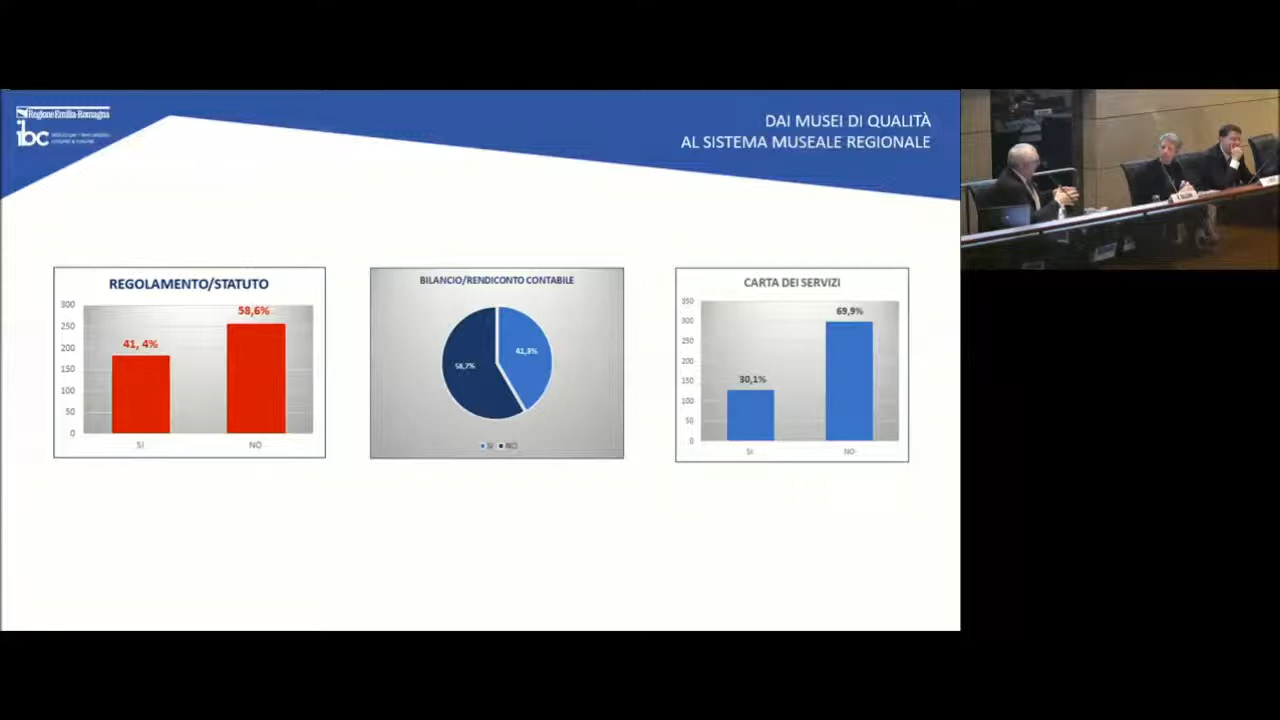 Regione Emilia-Romagna
ibc
DAI MUSEI DI QUALITÀ
AL SISTEMA MUSEALE REGIONALE
REGOLAMENTO/STATUTO
300
250
200
150
100
50
0
41, 4%
58,6%
SI
NO
BILANCIO/RENDICONTO CONTABILE
58,7%
41,3%
SI NO
CARTA DEI SERVIZI
350
300
250
200
150
100
50
0
30,1%
69,9%
SI
NO